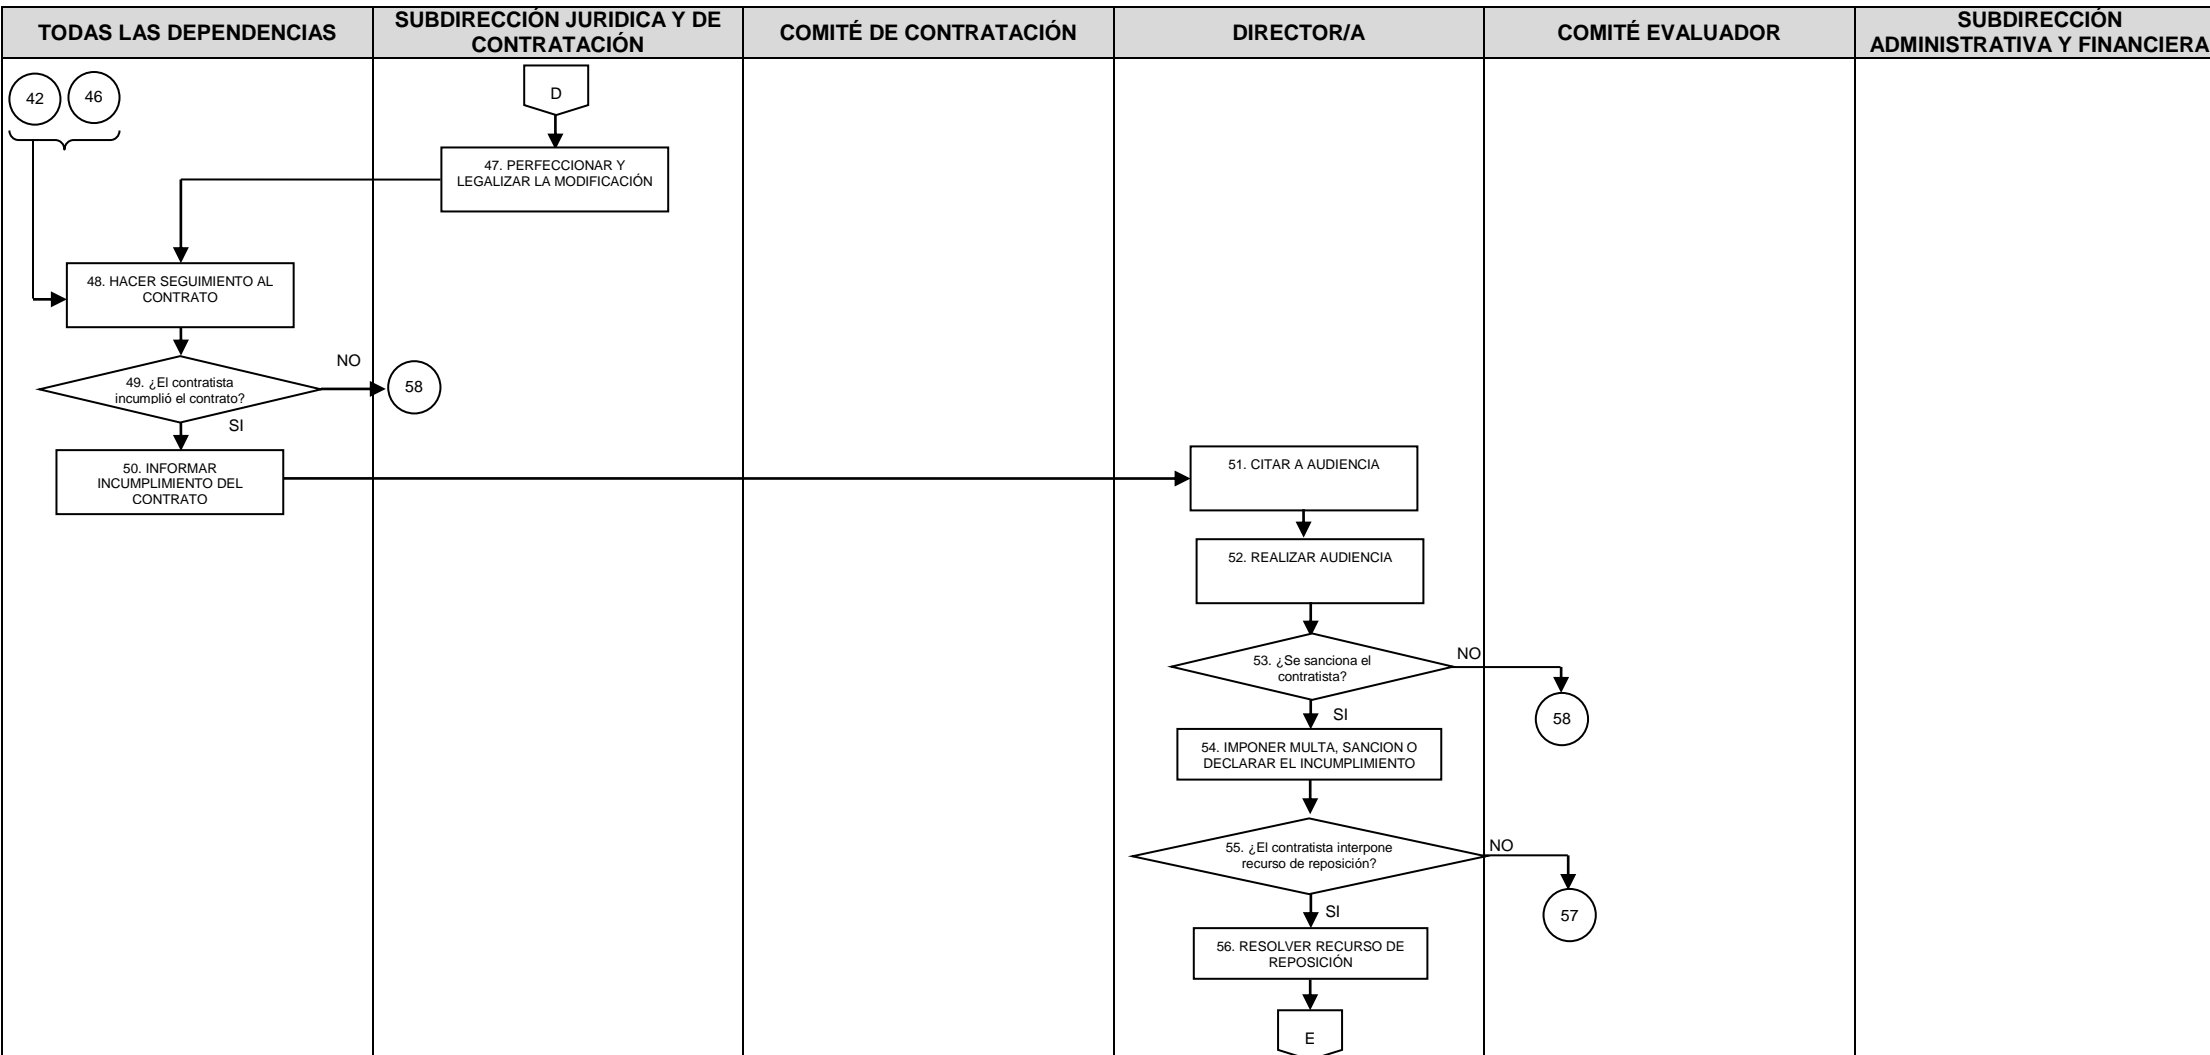 TODAS LAS DEPENDENCIAS
SUBDIRECCIÓN JURIDICA Y DE
CONTRATACIÓN
COMITÉ DE CONTRATACIÓN
DIRECTOR/A
COMITÉ EVALUADOR
SUBDIRECCIÓN
ADMINISTRATIVA Y FINANCIERA
42
46
D
47. PERFECCIONAR Y
LEGALIZAR LA MODIFICACIÓN
48. HACER SEGUIMIENTO AL
CONTRATO
49. ¿El contratista
incumplió el contrato?
NO
58
SI
50. INFORMAR
INCUMPLIMIENTO DEL
CONTRATO
51. CITAR A AUDIENCIA
52. REALIZAR AUDIENCIA
53. ¿Se sanciona el
contratista?
NO
58
SI
54. IMPONER MULTA, SANCION O
DECLARAR EL INCUMPLIMIENTO
55. ¿El contratista interpone
recurso de reposición?
NO
57
SI
56. RESOLVER RECURSO DE
REPOSICIÓN
E